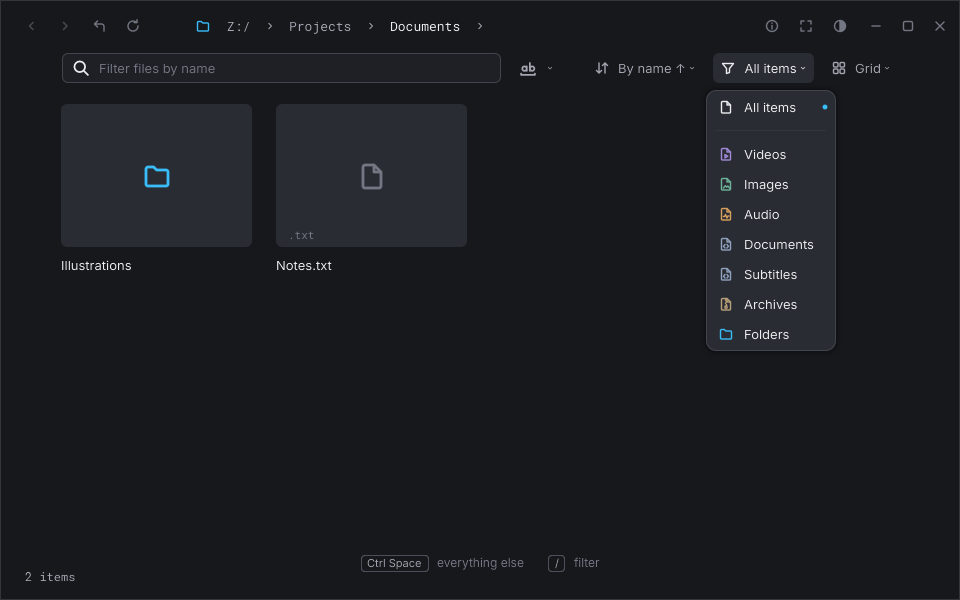 Z:/ Projects Documents
Filter files by name
ab
By name ↑
All items
Grid
All items
Videos
Images
Audio
Documents
Subtitles
Archives
Folders
.txt
Illustrations
Notes.txt
Ctrl Space everything else / filter
2 items